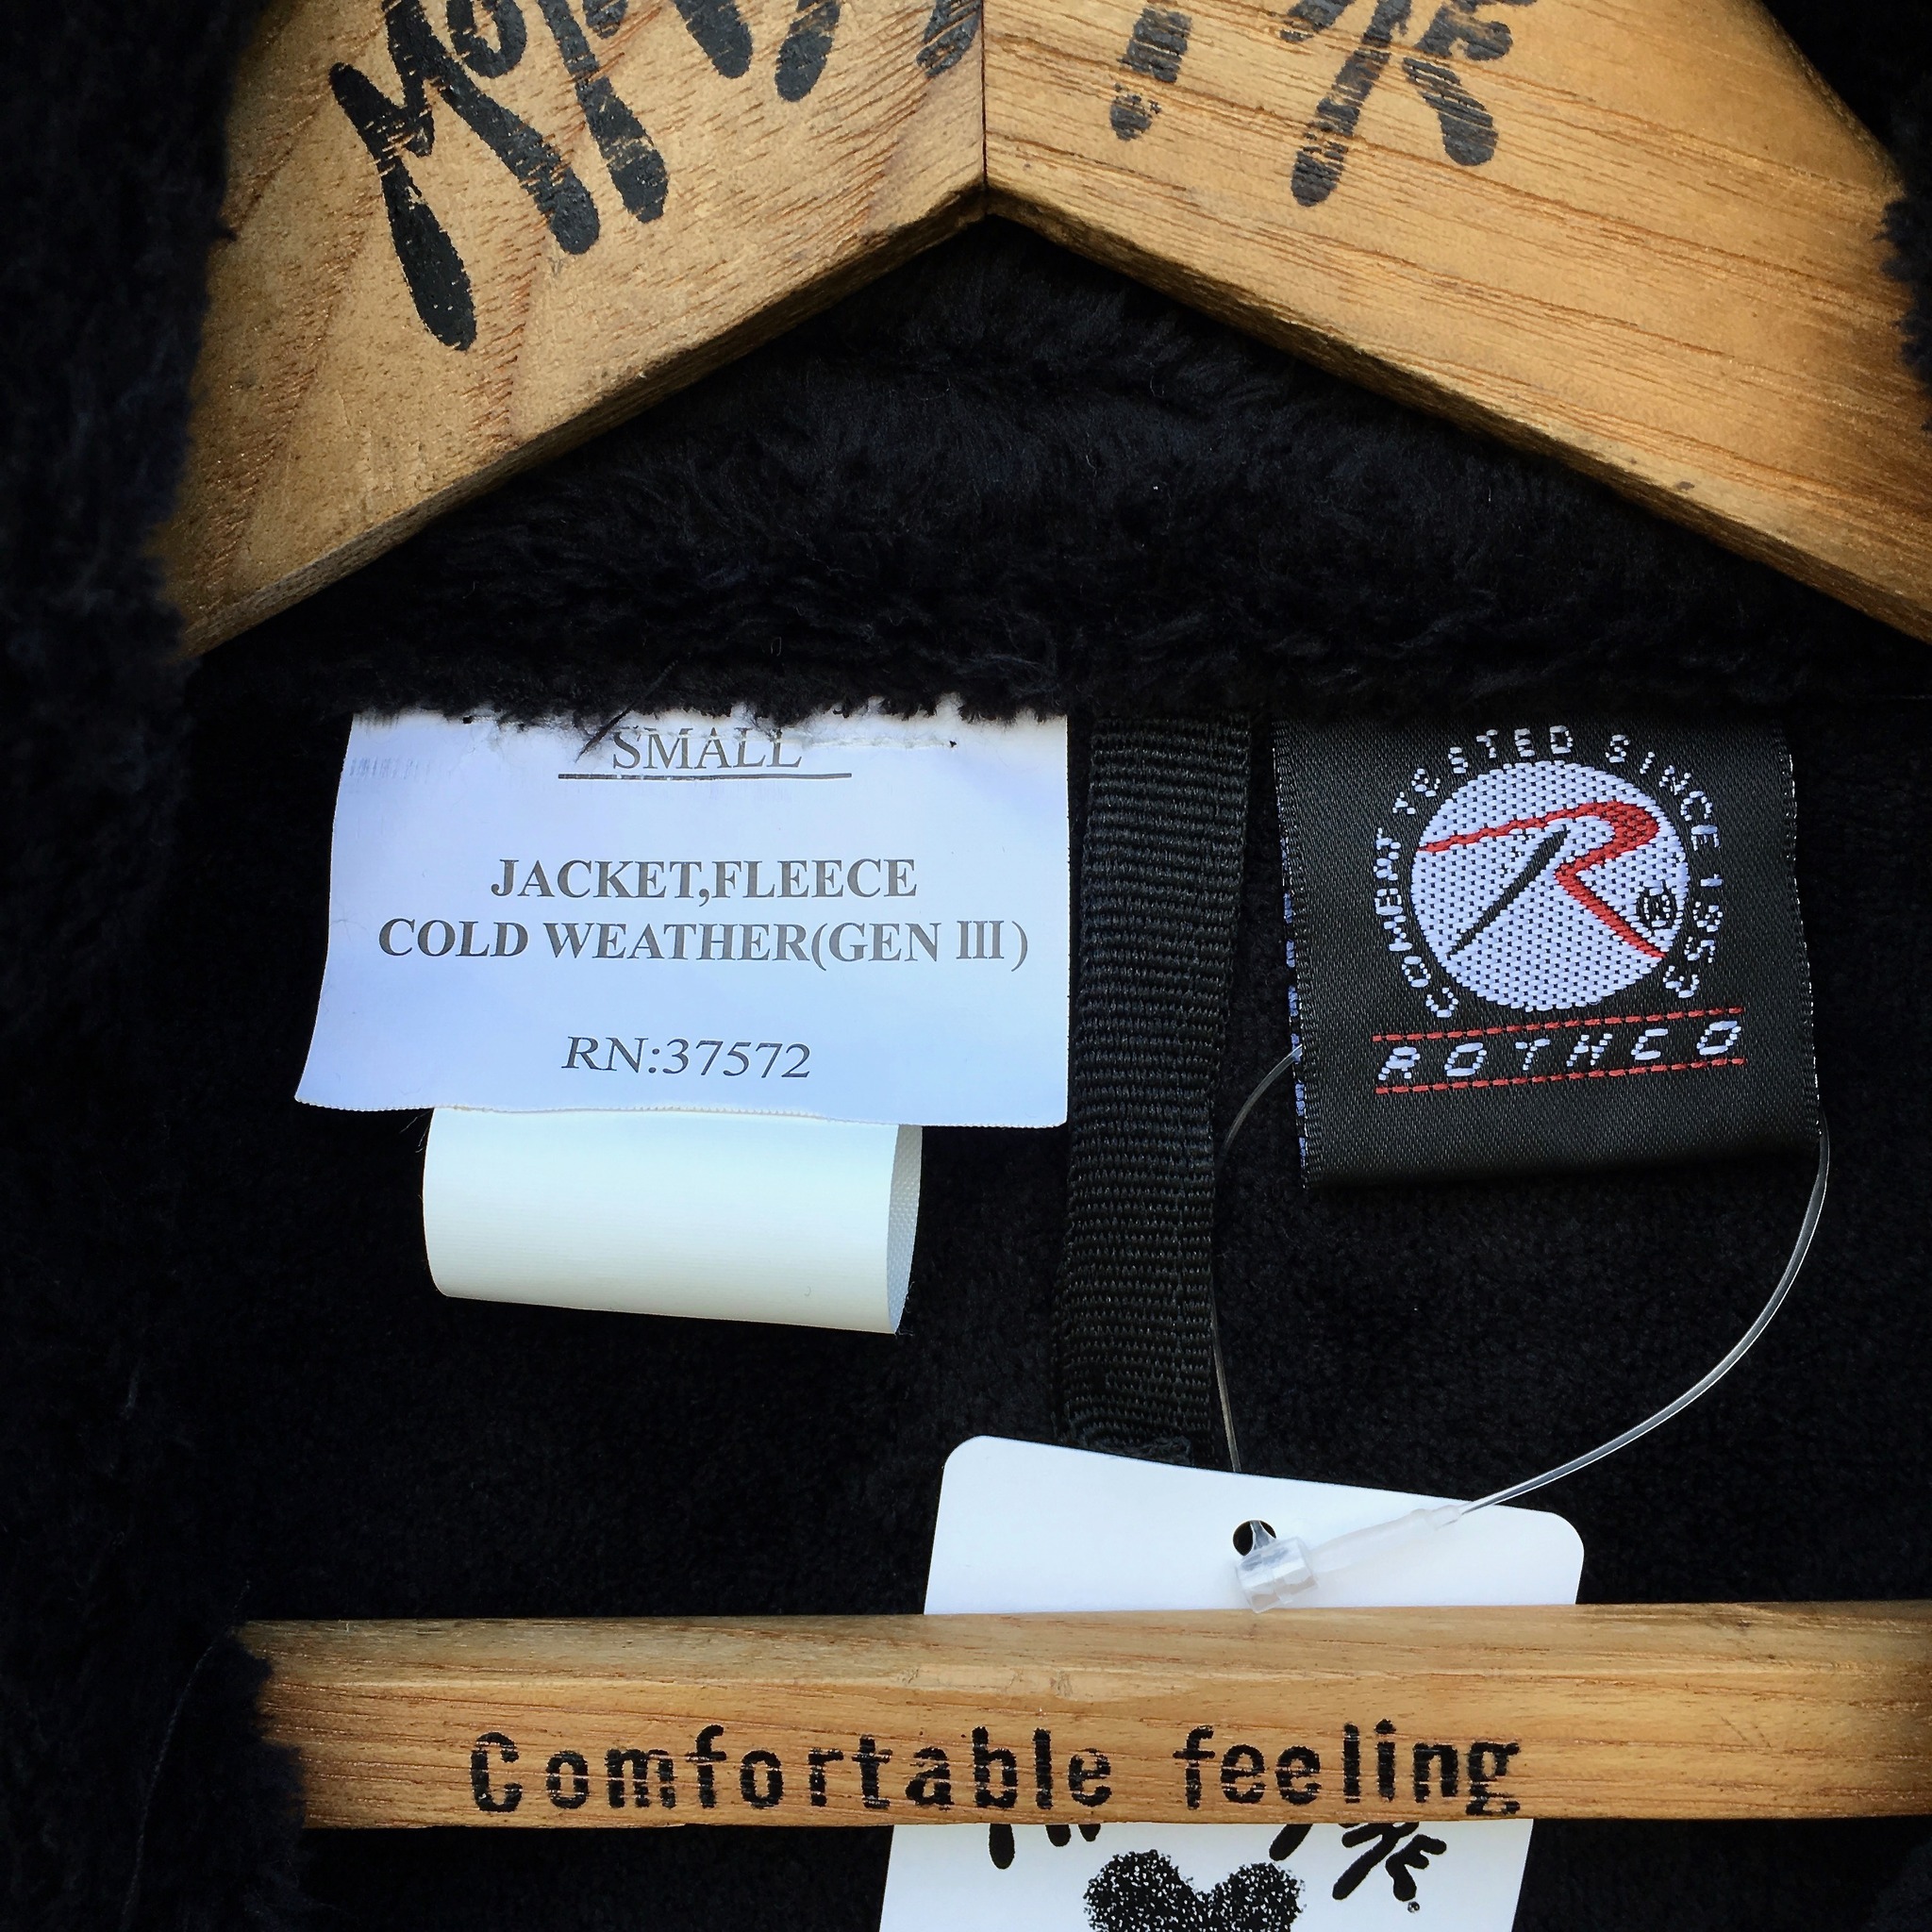 SMALL
JACKET,FLEECE
COLD WEATHER(GEN III)
RN:37572
COMBAT TESTED SINCE 1953
R
®
ROTHCO
Comfortable feeling